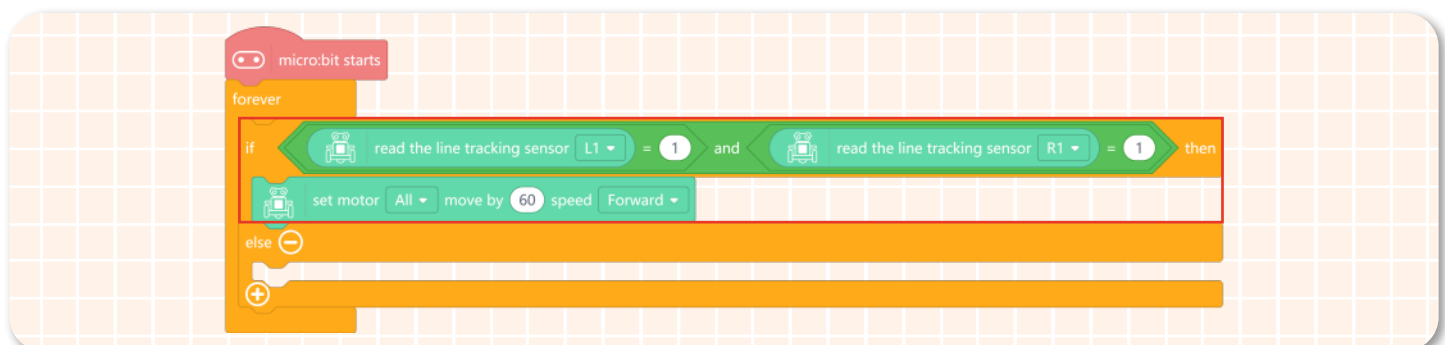 micro:bit starts
forever
if read the line tracking sensor L1 = 1 and read the line tracking sensor R1 = 1 then
set motor All move by 60 speed Forward
else